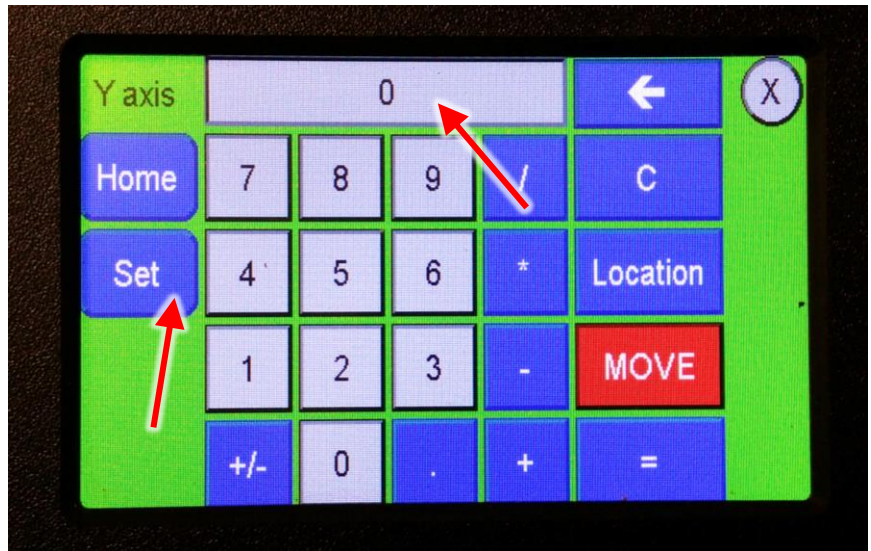 Y axis 0 ← X
Home 7 8 9 / C
Set 4 5 6 * Location
1 2 3 - MOVE
+/- 0 . + =